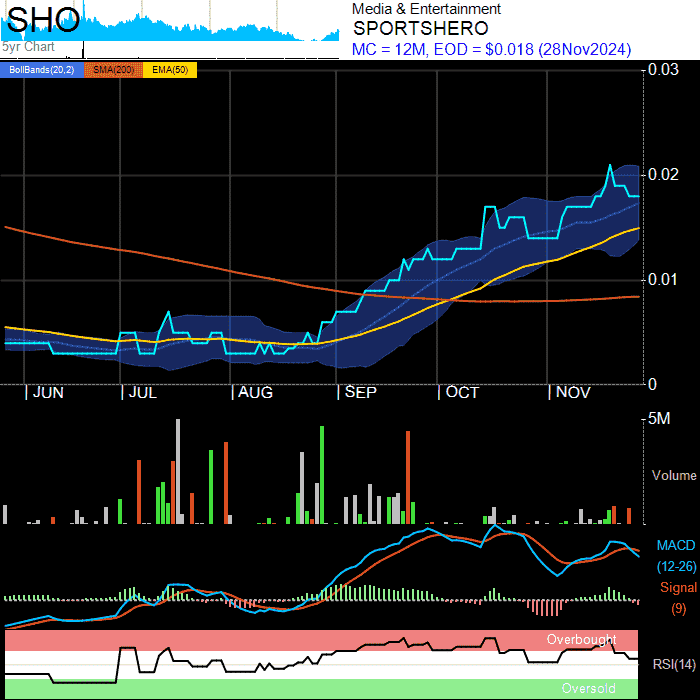 SHO
5yr Chart
Media & Entertainment
SPORTSHERO
MC = 12M, EOD = $0.018 (28Nov2024)
BollBands(20,2) SMA(200) EMA(50)
0.03
0.02
0.01
0
JUN JUL AUG SEP OCT NOV
5M
Volume
MACD
(12-26)
Signal
(9)
Overbought
RSI(14)
Oversold